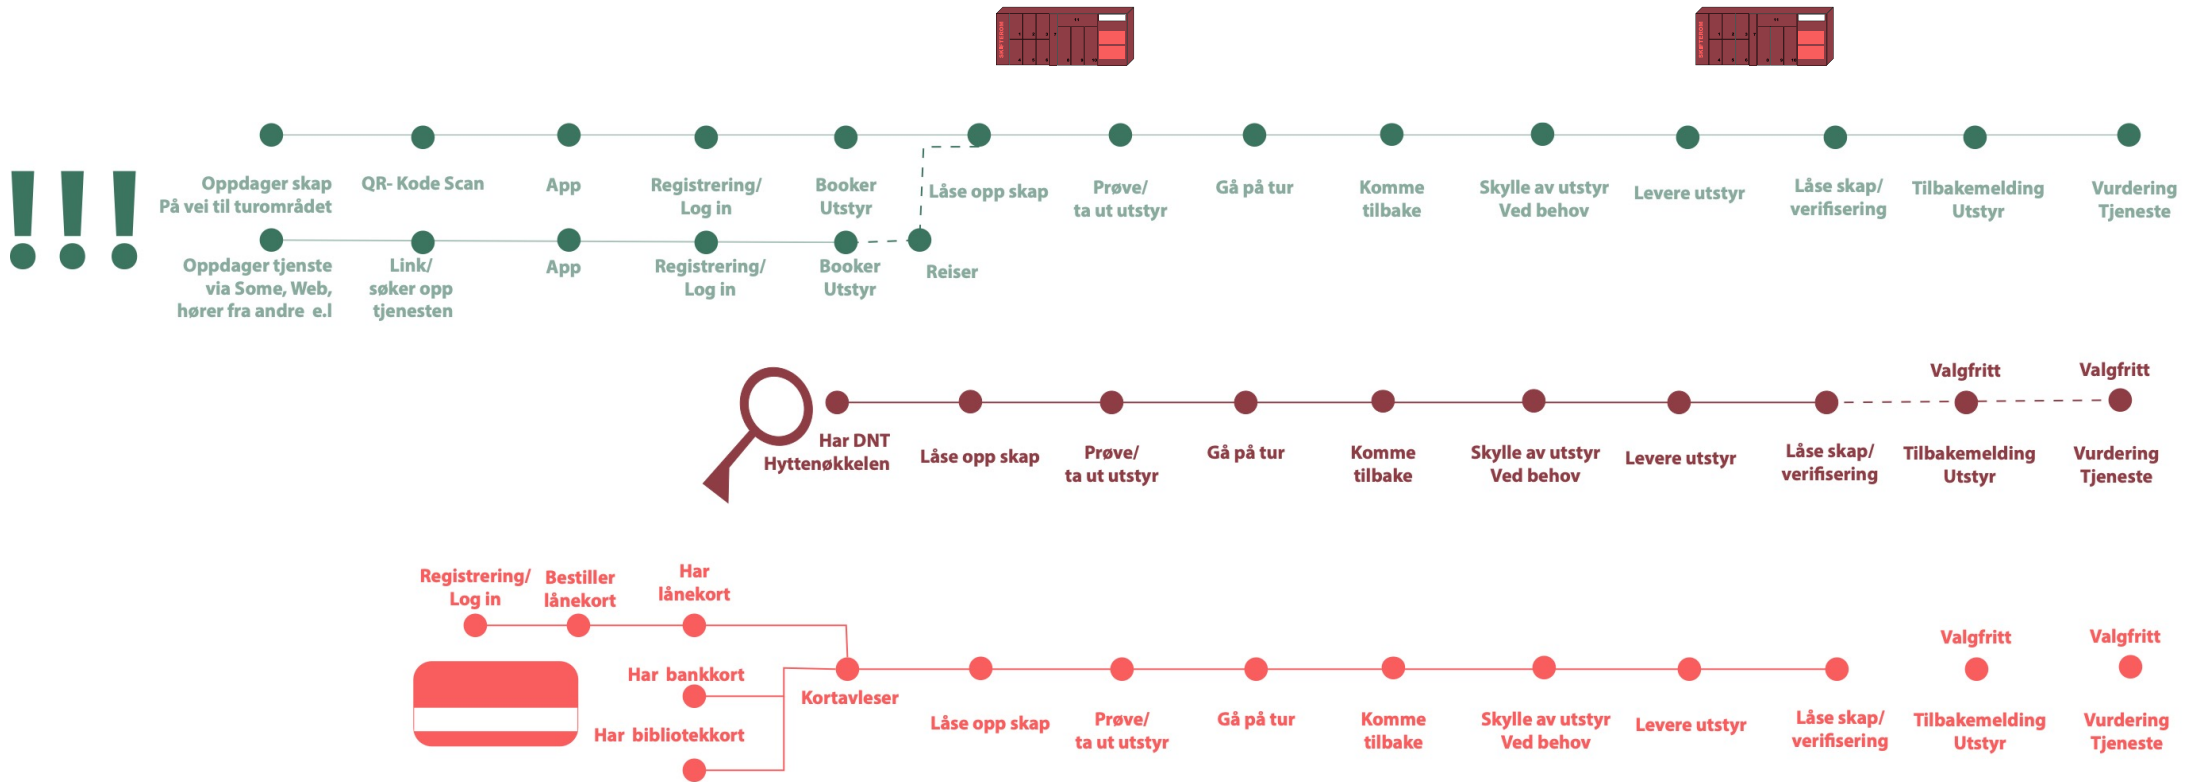 Oppdager skap
På vei til turområdet
QR- Kode Scan
App
Registrering/
Log in
Booker
Utstyr
Låse opp skap
Prøve/
ta ut utstyr
Gå på tur
Komme
tilbake
Skylle av utstyr
Ved behov
Levere utstyr
Låse skap/
verifisering
Tilbakemelding
Utstyr
Vurdering
Tjeneste
Oppdager tjenste
via Some, Web,
hører fra andre e.l
Link/
søker opp
tjenesten
App
Registrering/
Log in
Booker
Utstyr
Reiser
Har DNT
Hyttenøkkelen
Låse opp skap
Prøve/
ta ut utstyr
Gå på tur
Komme
tilbake
Skylle av utstyr
Ved behov
Levere utstyr
Låse skap/
verifisering
Valgfritt
Tilbakemelding
Utstyr
Valgfritt
Vurdering
Tjeneste
Registrering/
Log in
Bestiller
lånekort
Har
lånekort
Har bankkort
Har bibliotekkort
Kortavleser
Låse opp skap
Prøve/
ta ut utstyr
Gå på tur
Komme
tilbake
Skylle av utstyr
Ved behov
Levere utstyr
Låse skap/
verifisering
Valgfritt
Tilbakemelding
Utstyr
Valgfritt
Vurdering
Tjeneste